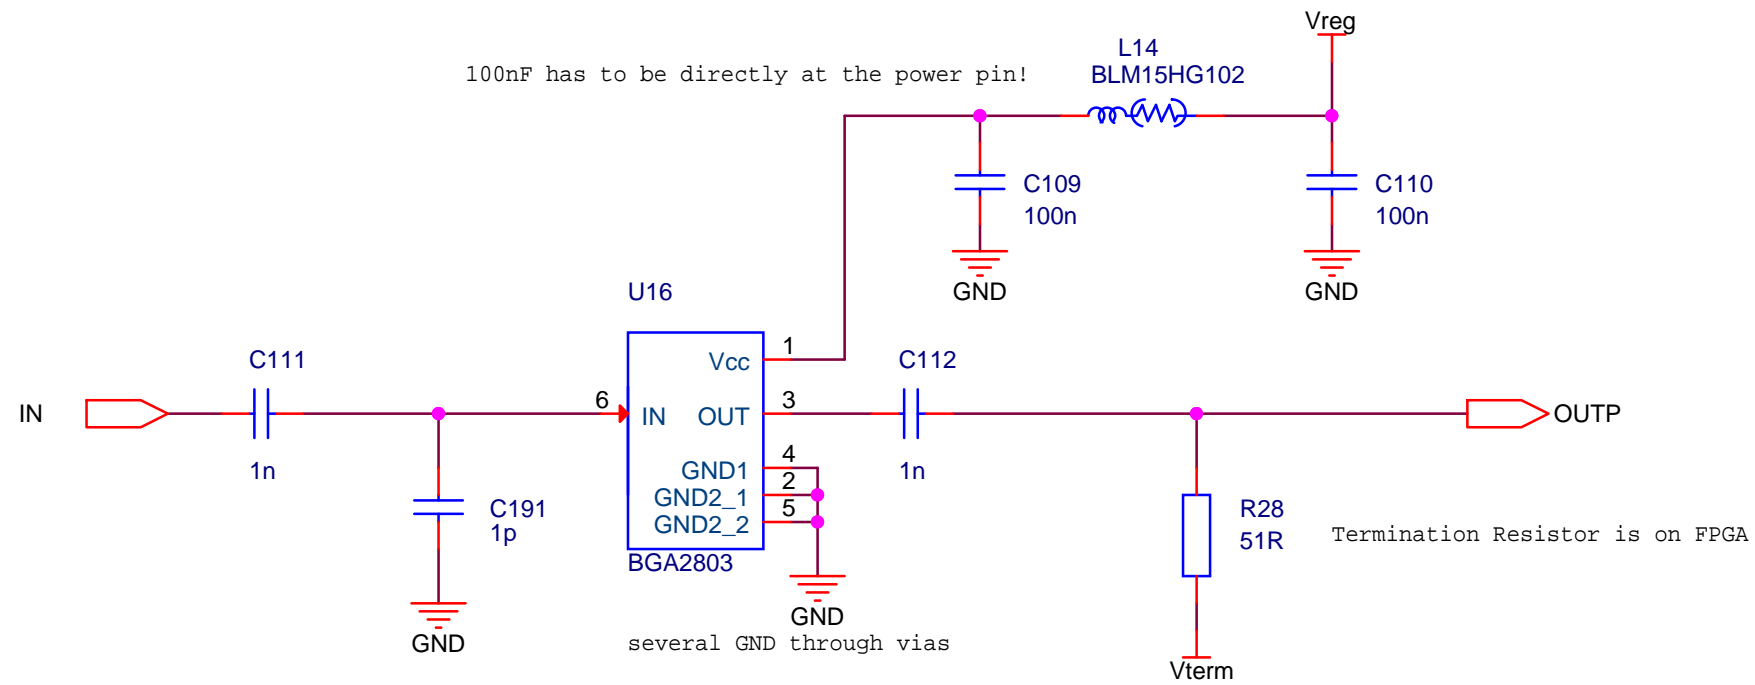 Vreg
L14
BLM15HG102
100nF has to be directly at the power pin!
C109
100n
C110
100n
GND
GND
U16
1
Vcc
C111
C112
IN
6
IN
OUT
3
OUTP
1n
1n
GND1
4
GND2_1
2
GND2_2
5
C191
1p
R28
51R
Termination Resistor is on FPGA
BGA2803
GND
GND
several GND through vias
Vterm